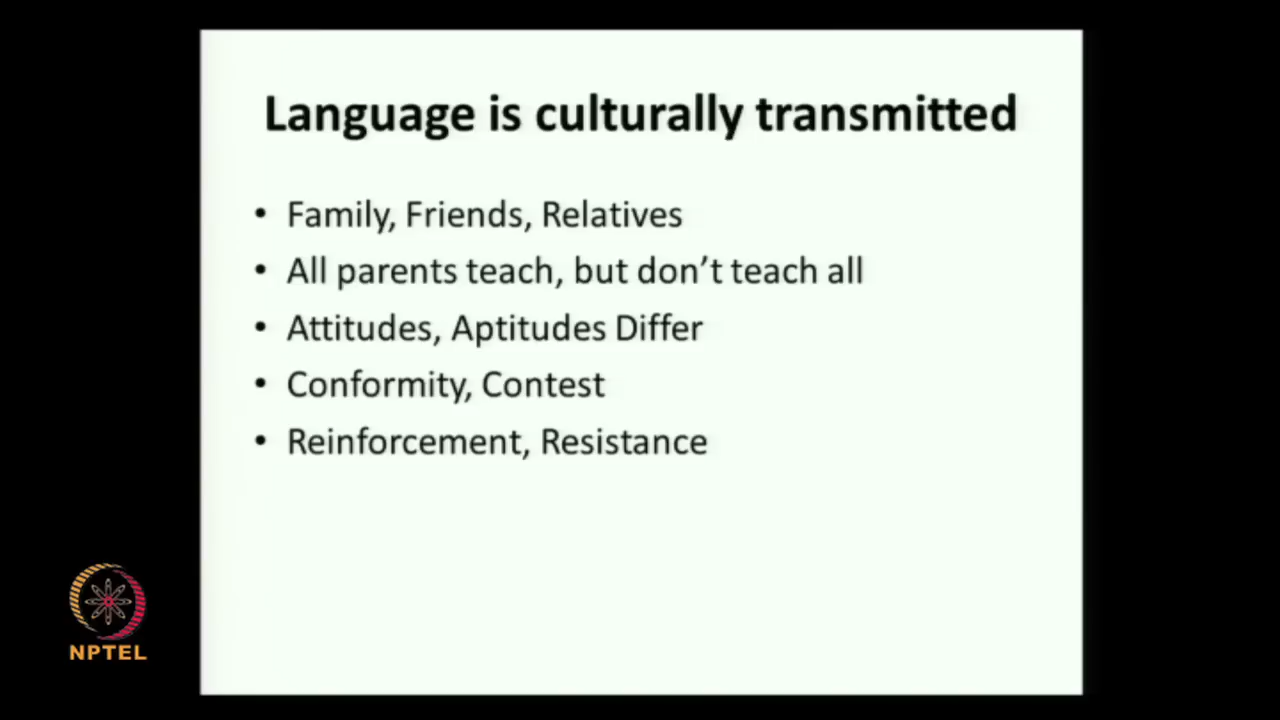 Language is culturally transmitted
• Family, Friends, Relatives
• All parents teach, but don’t teach all
• Attitudes, Aptitudes Differ
• Conformity, Contest
• Reinforcement, Resistance
NPTEL